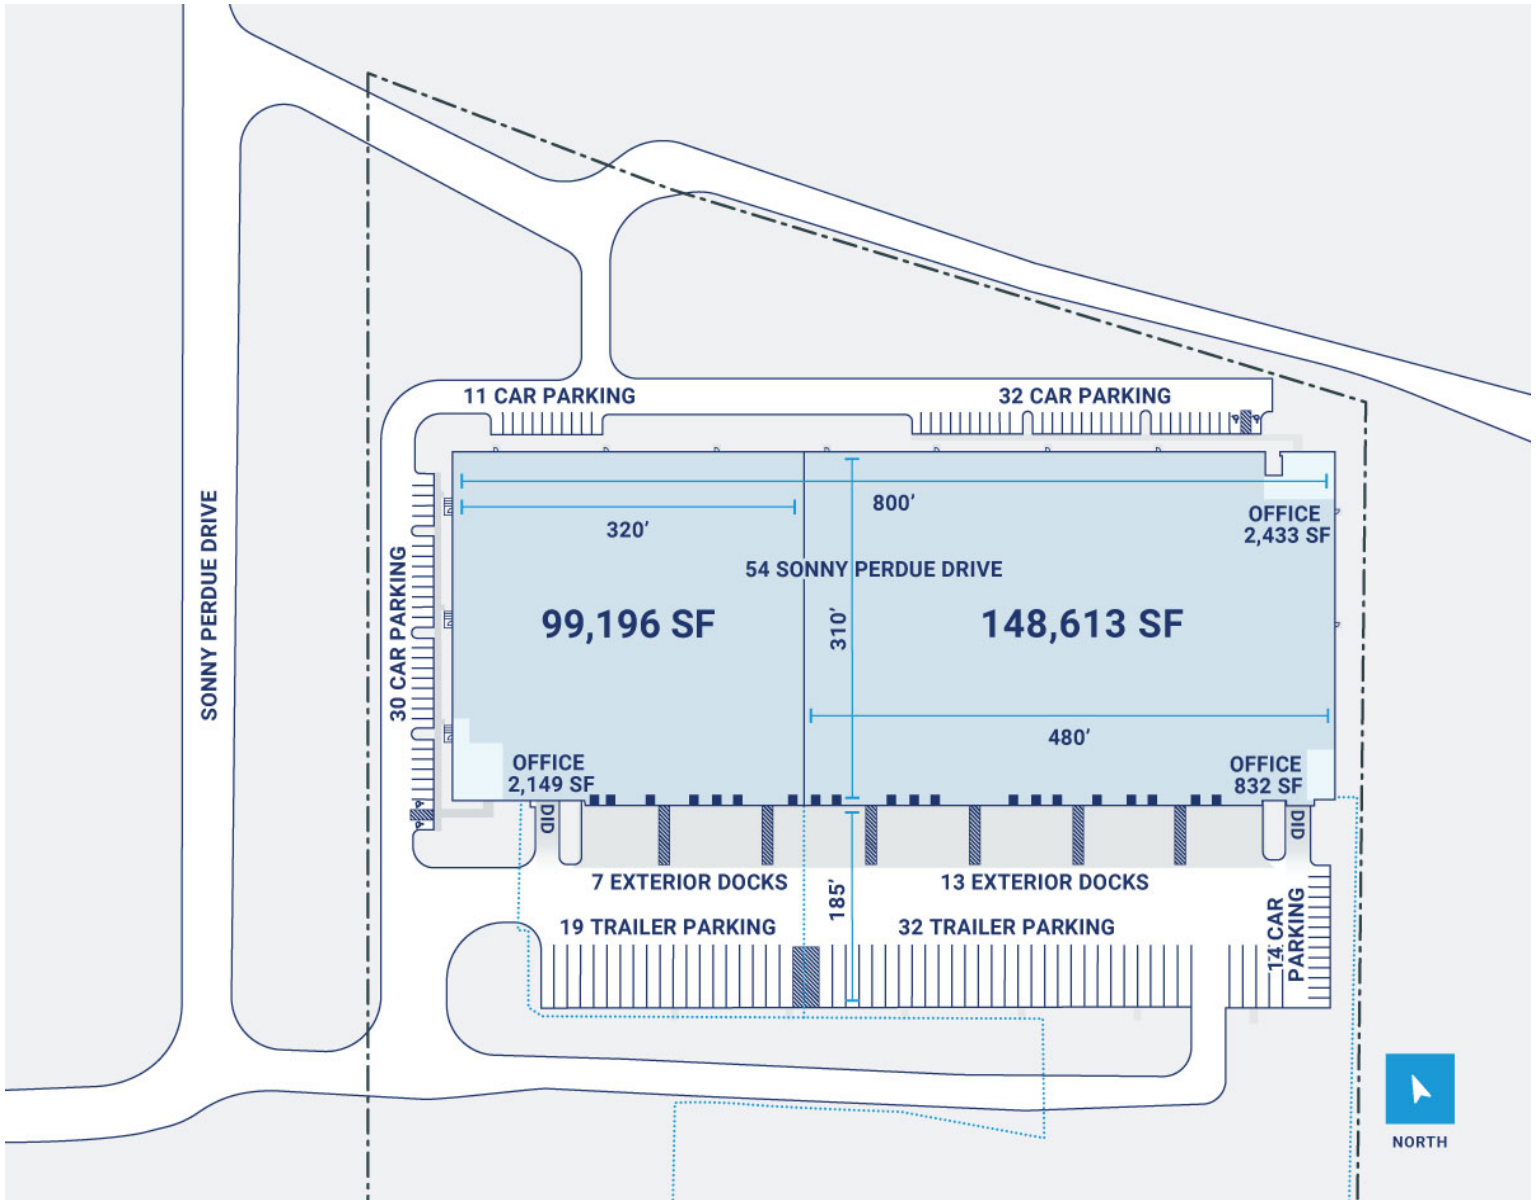 11 CAR PARKING
32 CAR PARKING
SONNY PERDUE DRIVE
30 CAR PARKING
800’
320’
OFFICE
2,433 SF
54 SONNY PERDUE DRIVE
99,196 SF
310’
148,613 SF
480’
OFFICE
2,149 SF
OFFICE
832 SF
DID
DID
7 EXTERIOR DOCKS
185’
13 EXTERIOR DOCKS
19 TRAILER PARKING
32 TRAILER PARKING
14 CAR
PARKING
NORTH